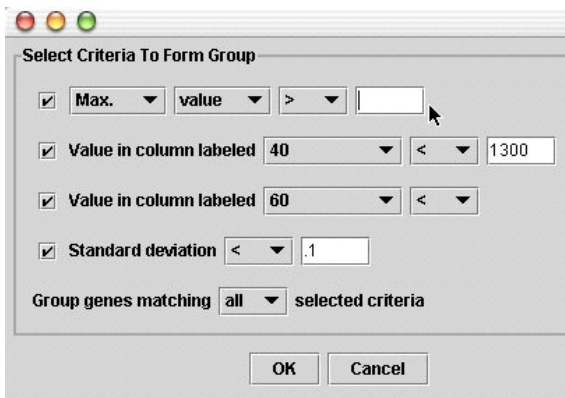 Select Criteria To Form Group
Max. value >
Value in column labeled 40 < 1300
Value in column labeled 60 <
Standard deviation < .1
Group genes matching all selected criteria
OK Cancel